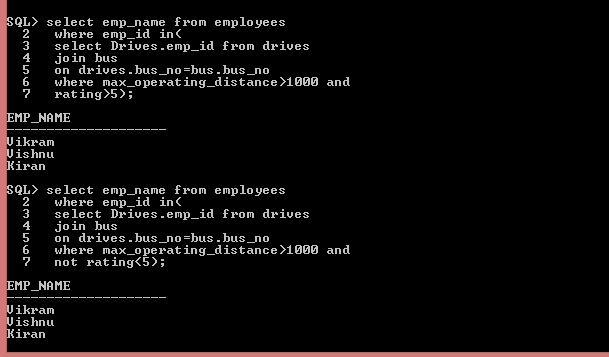 SQL> select emp_name from employees
2 where emp_id in(
3 select Drives.emp_id from drives
4 join bus
5 on drives.bus_no=bus.bus_no
6 where max_operating_distance>1000 and
7 rating>5);
EMP_NAME
--------------------
Vikram
Vishnu
Kiran
SQL> select emp_name from employees
2 where emp_id in(
3 select Drives.emp_id from drives
4 join bus
5 on drives.bus_no=bus.bus_no
6 where max_operating_distance>1000 and
7 not rating<5);
EMP_NAME
--------------------
Vikram
Vishnu
Kiran